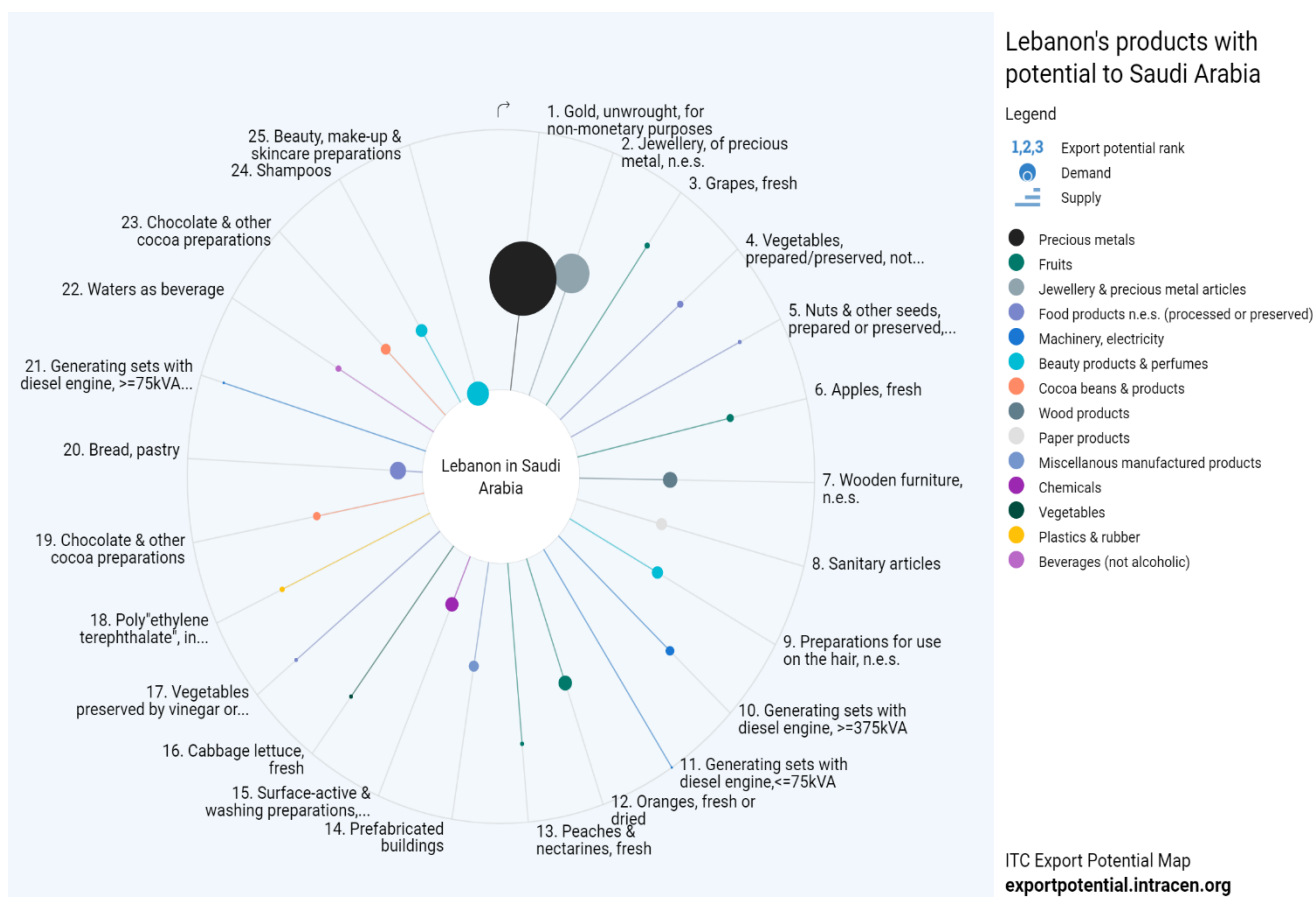 Lebanon's products with
potential to Saudi Arabia
Legend
1,2,3 Export potential rank
Demand
Supply
Precious metals
Fruits
Jewellery & precious metal articles
Food products n.e.s. (processed or preserved)
Machinery, electricity
Beauty products & perfumes
Cocoa beans & products
Wood products
Paper products
Miscellanous manufactured products
Chemicals
Vegetables
Plastics & rubber
Beverages (not alcoholic)
Lebanon in Saudi
Arabia
1. Gold, unwrought, for
non-monetary purposes
2. Jewellery, of precious
metal, n.e.s.
3. Grapes, fresh
4. Vegetables,
prepared/preserved, not...
5. Nuts & other seeds,
prepared or preserved,...
6. Apples, fresh
7. Wooden furniture,
n.e.s.
8. Sanitary articles
9. Preparations for use
on the hair, n.e.s.
10. Generating sets with
diesel engine, >=375kVA
11. Generating sets with
diesel engine,<=75kVA
12. Oranges, fresh or
dried
13. Peaches &
nectarines, fresh
14. Prefabricated
buildings
15. Surface-active &
washing preparations,...
16. Cabbage lettuce,
fresh
17. Vegetables
preserved by vinegar or...
18. Poly"ethylene
terephthalate", in...
19. Chocolate & other
cocoa preparations
20. Bread, pastry
21. Generating sets with
diesel engine, >=75kVA...
22. Waters as beverage
23. Chocolate & other
cocoa preparations
24. Shampoos
25. Beauty, make-up &
skincare preparations
ITC Export Potential Map
exportpotential.intracen.org